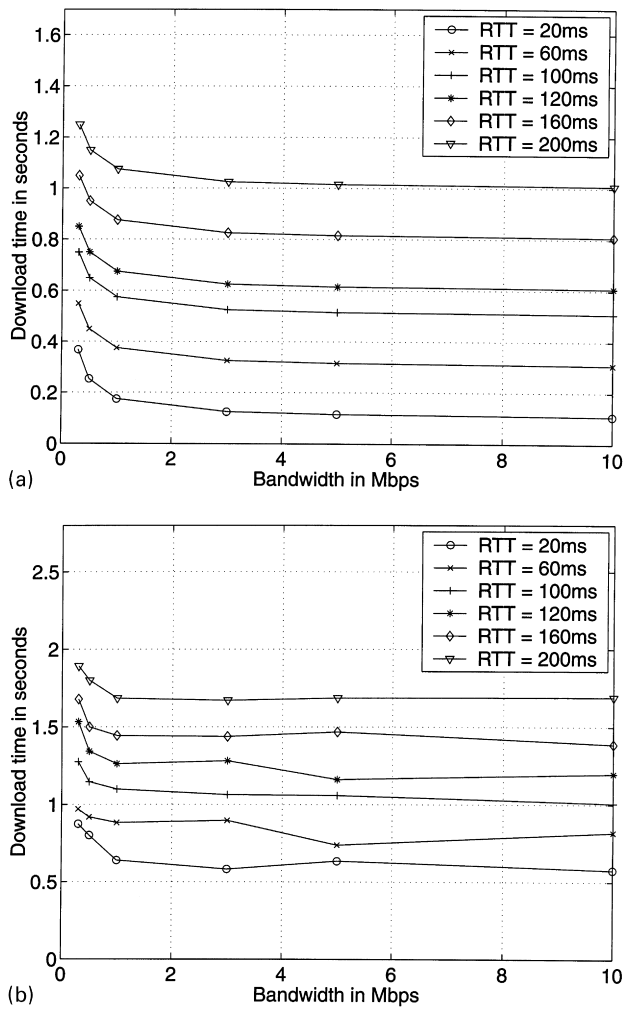 1.6
1.4
1.2
1
0.8
0.6
0.4
0.2
0
Download time in seconds
RTT = 20ms
RTT = 60ms
RTT = 100ms
RTT = 120ms
RTT = 160ms
RTT = 200ms
0 2 4 6 8 10
Bandwidth in Mbps
(a)
2.5
2
1.5
1
0.5
0
Download time in seconds
RTT = 20ms
RTT = 60ms
RTT = 100ms
RTT = 120ms
RTT = 160ms
RTT = 200ms
0 2 4 6 8 10
Bandwidth in Mbps
(b)